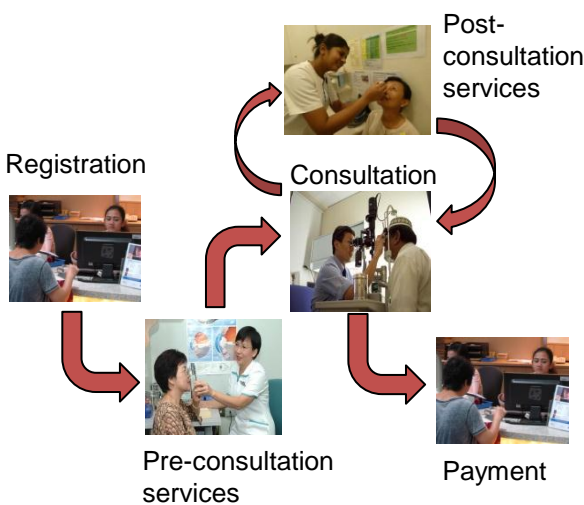 Post-
consultation
services
Registration
Consultation
Pre-consultation
services
Payment